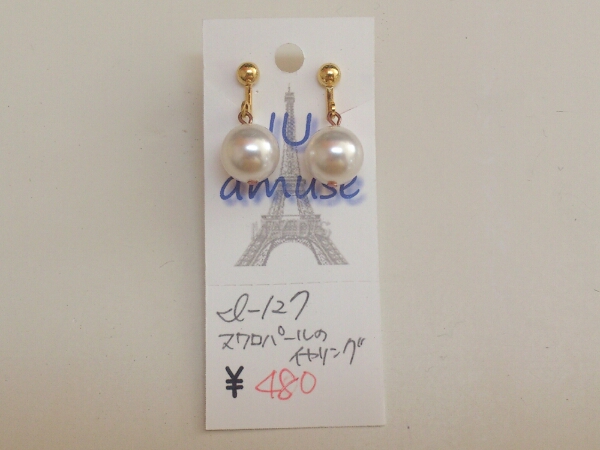 U
amuse
I-127
スワロパールの
イヤリング
¥ 480